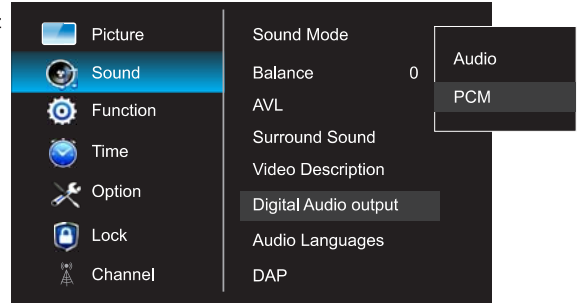 Picture
Sound
Function
Time
Option
Lock
Channel
Sound Mode
Balance 0
AVL
Surround Sound
Video Description
Digital Audio output
Audio Languages
DAP
Audio
PCM